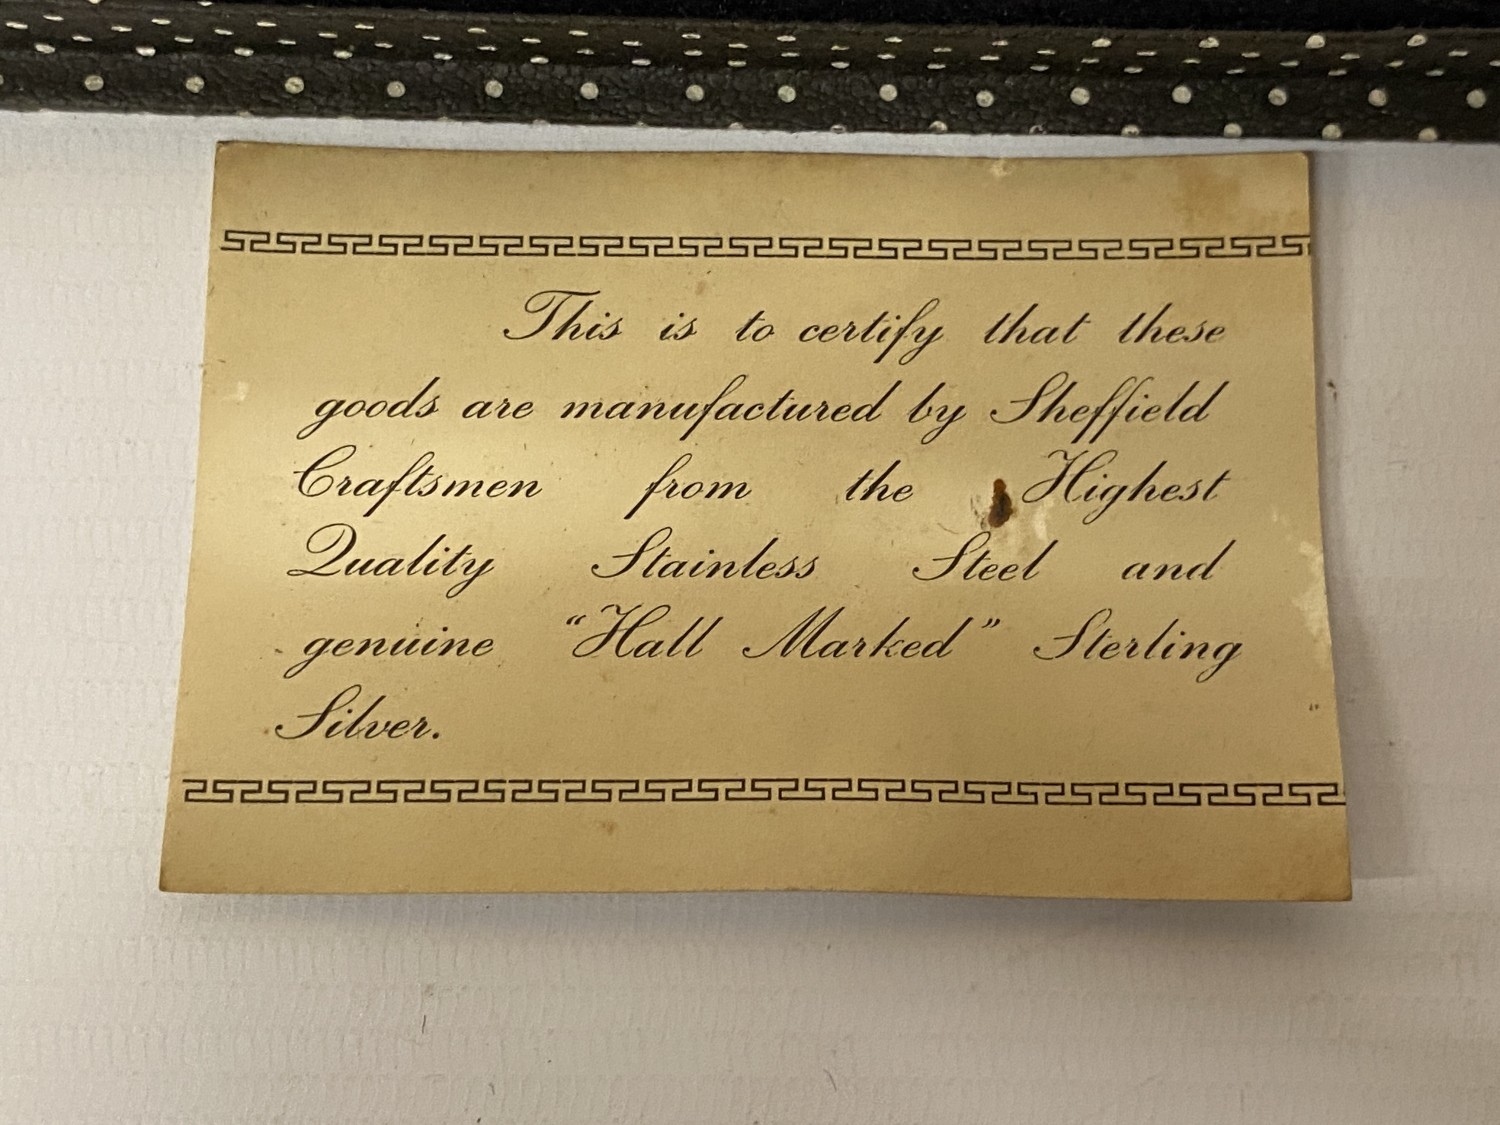 This is to certify that these
goods are manufactured by Sheffield
Craftsmen from the Highest
Quality Stainless Steel and
genuine “Hall Marked” Sterling
Silver.